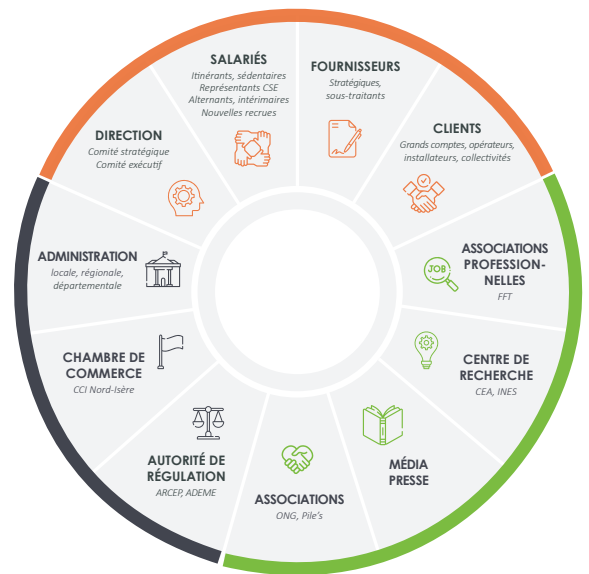 SALARIÉS
Itinérants, sédentaires
Représentants CSE
Alternants, intérimaires
Nouvelles recrues
FOURNISSEURS
Stratégiques,
sous-traitants
CLIENTS
Grands comptes, opérateurs,
installateurs, collectivités
DIRECTION
Comité stratégique
Comité exécutif
ASSOCIATIONS
PROFESSION-
NELLES
FFT
JOB
ADMINISTRATION
locale, régionale,
départementale
CENTRE DE
RECHERCHE
CEA, INES
CHAMBRE DE
COMMERCE
CCI Nord-Isère
MÉDIA
PRESSE
AUTORITÉ DE
RÉGULATION
ARCEP, ADEME
ASSOCIATIONS
ONG, Pile's